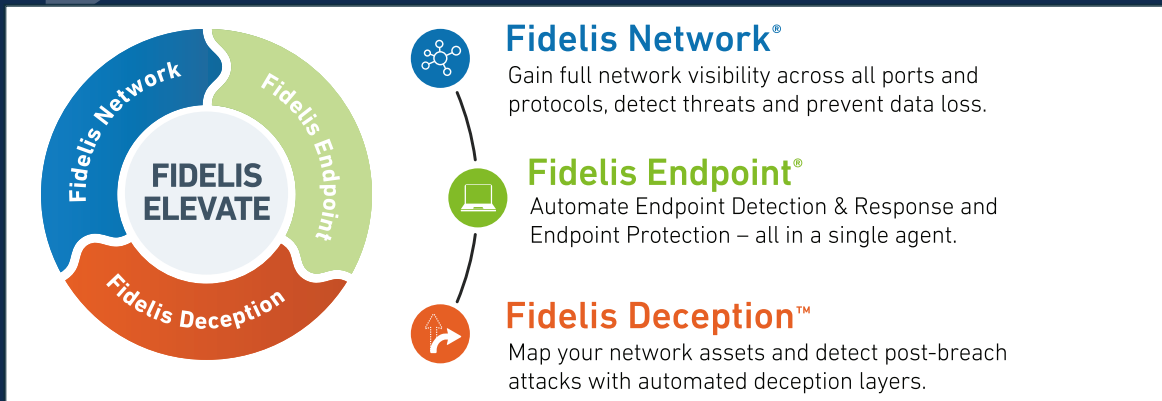 Fidelis Network
Fidelis Endpoint
FIDELIS
ELEVATE
Fidelis Deception
Fidelis Network®
Gain full network visibility across all ports and
protocols, detect threats and prevent data loss.
Fidelis Endpoint®
Automate Endpoint Detection & Response and
Endpoint Protection – all in a single agent.
Fidelis Deception™
Map your network assets and detect post-breach
attacks with automated deception layers.